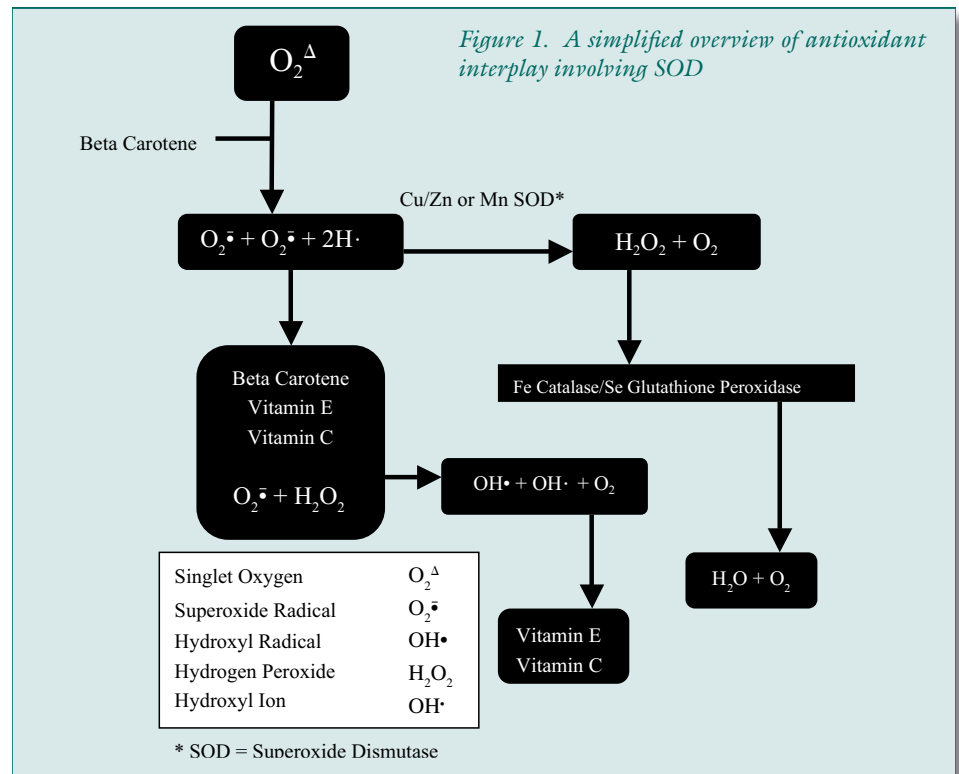 Figure 1. A simplified overview of antioxidant
interplay involving SOD
O₂ᐃ
Beta Carotene
Cu/Zn or Mn SOD*
O₂•̄ + O₂•̄ + 2H·
H₂O₂ + O₂
Beta Carotene
Vitamin E
Vitamin C
O₂•̄ + H₂O₂
Fe Catalase/Se Glutathione Peroxidase
OH• + OH· + O₂
H₂O + O₂
Vitamin E
Vitamin C
Singlet Oxygen O₂ᐃ
Superoxide Radical O₂•̄
Hydroxyl Radical OH•
Hydrogen Peroxide H₂O₂
Hydroxyl Ion OH·
* SOD = Superoxide Dismutase